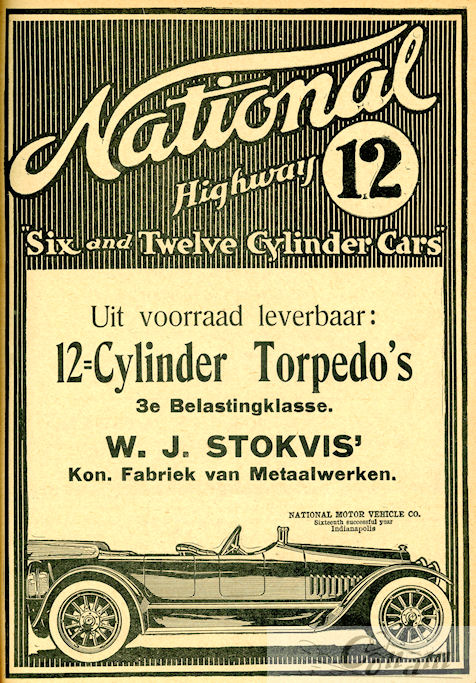 National
Highway 12
"Six and Twelve Cylinder Cars"
Uit voorraad leverbaar:
12=Cylinder Torpedo's
3e Belastingklasse.
W. J. STOKVIS'
Kon. Fabriek van Metaalwerken.
NATIONAL MOTOR VEHICLE CO.
Sixteenth successful year
Indianapolis